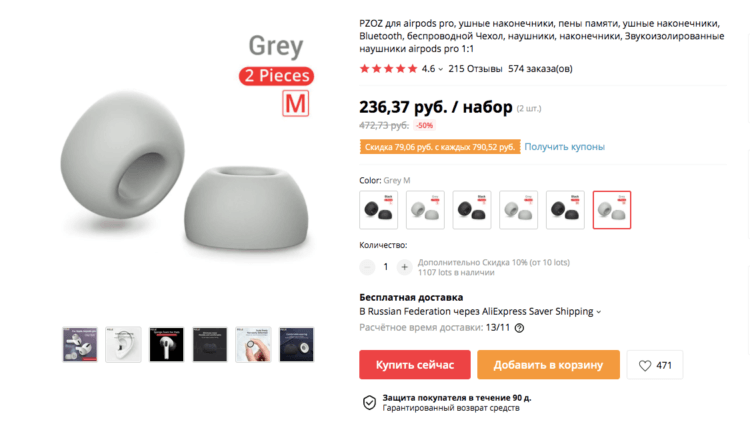 Grey
2 Pieces
M
PZOZ для airpods pro, ушные наконечники, пены памяти, ушные наконечники,
Bluetooth, беспроводной Чехол, наушники, наконечники, Звукоизолированные
наушники airpods pro 1:1
4.6 215 Отзывы 574 заказа(ов)
236,37 руб. / набор (2 шт.)
472,73 руб. -50%
Скидка 79,06 руб. с каждых 790,52 руб. Получить купоны
Color: Grey M
Количество:
1 + Дополнительно Скидка 10% (от 10 lots)
1107 lots в наличии
Бесплатная доставка
В Russian Federation через AliExpress Saver Shipping
Расчётное время доставки: 13/11 ?
Купить сейчас Добавить в корзину 471
Защита покупателя в течение 90 д.
Гарантированный возврат средств